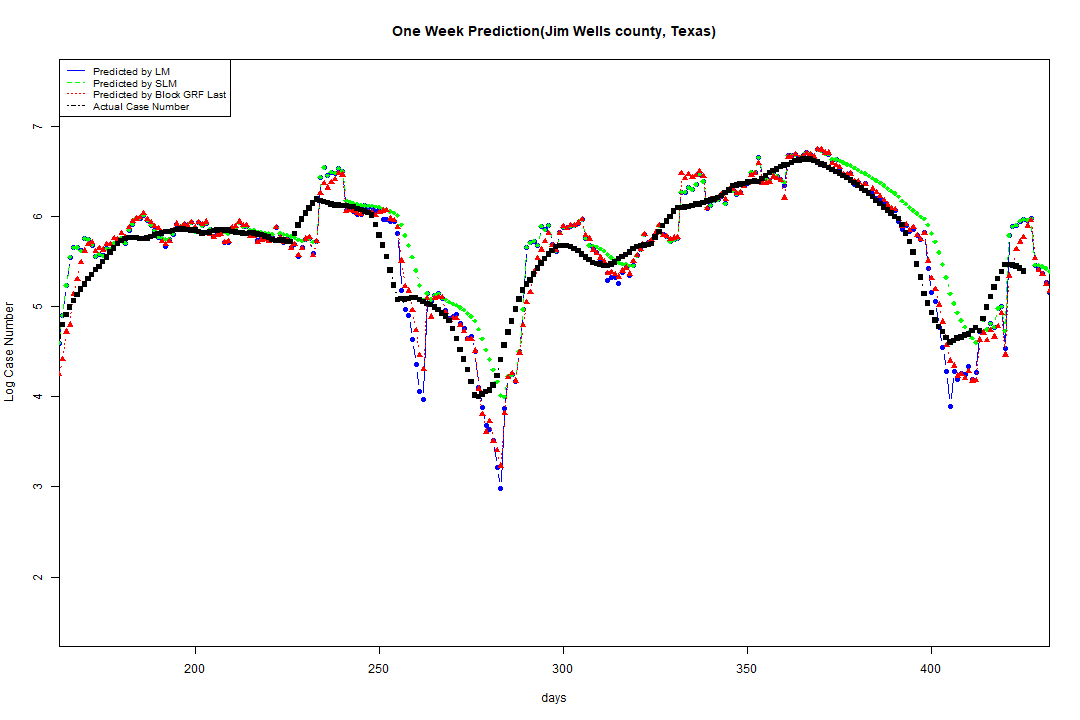 One Week Prediction(Jim Wells county, Texas)
Predicted by LM
Predicted by SLM
Predicted by Block GRF Last
Actual Case Number
7
6
5
4
3
2
Log Case Number
200 250 300 350 400
days